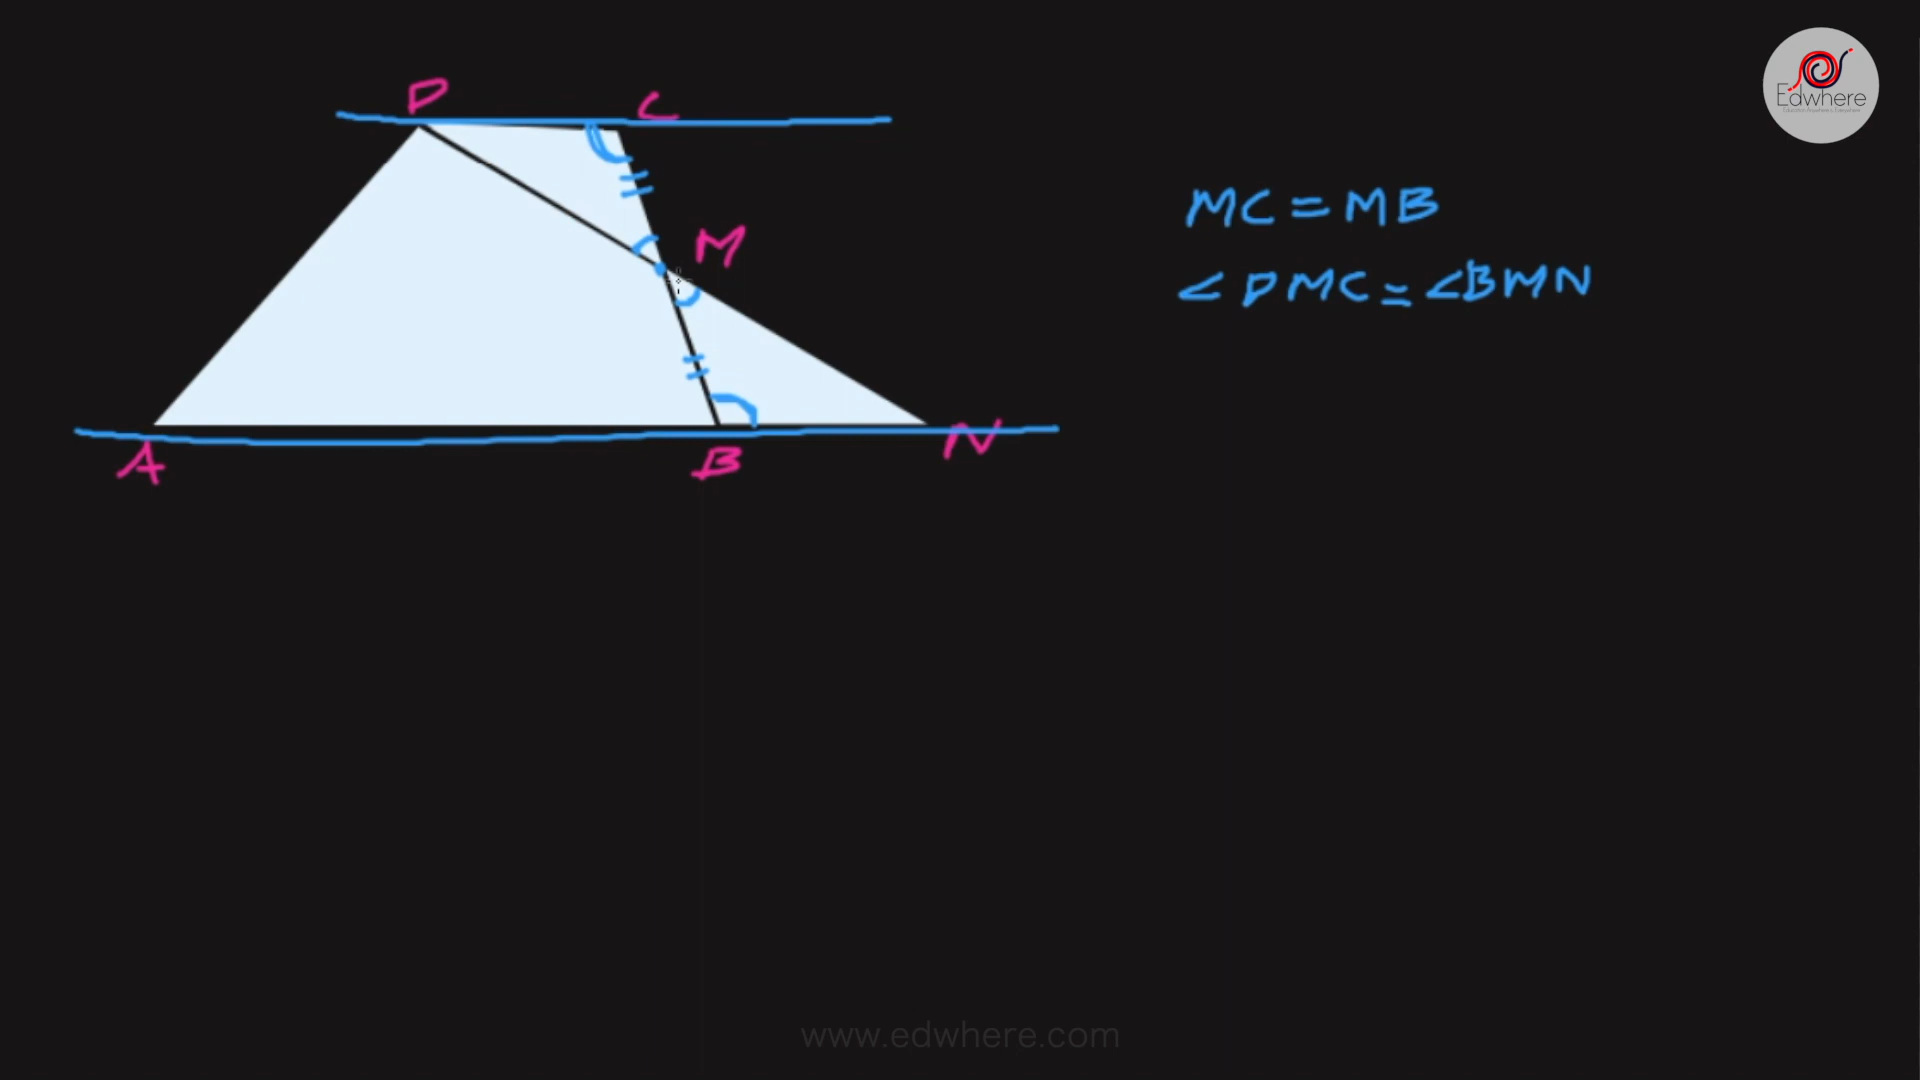 D C
Edwhere
M
MC = MB
∠DMC = ∠BMN
A B N
www.edwhere.com